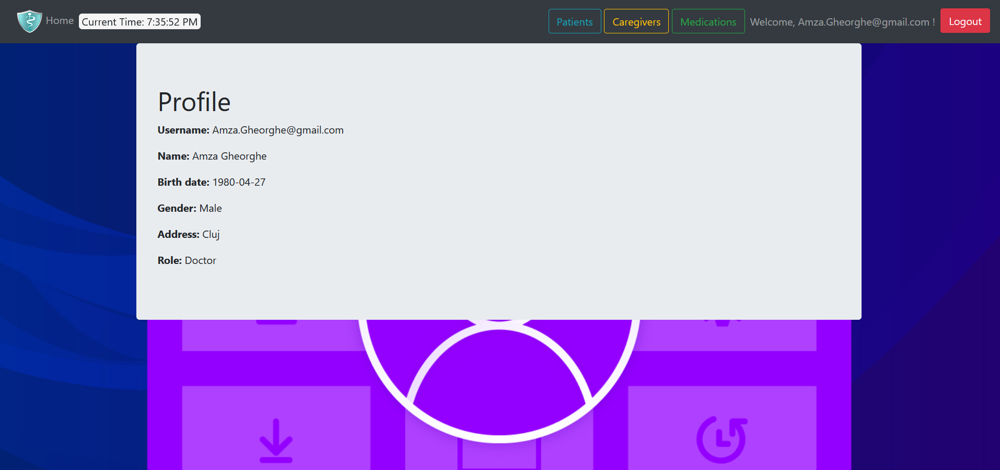 Home Current Time: 7:35:52 PM Patients Caregivers Medications Welcome, Amza.Gheorghe@gmail.com ! Logout
Profile
Username: Amza.Gheorghe@gmail.com
Name: Amza Gheorghe
Birth date: 1980-04-27
Gender: Male
Address: Cluj
Role: Doctor